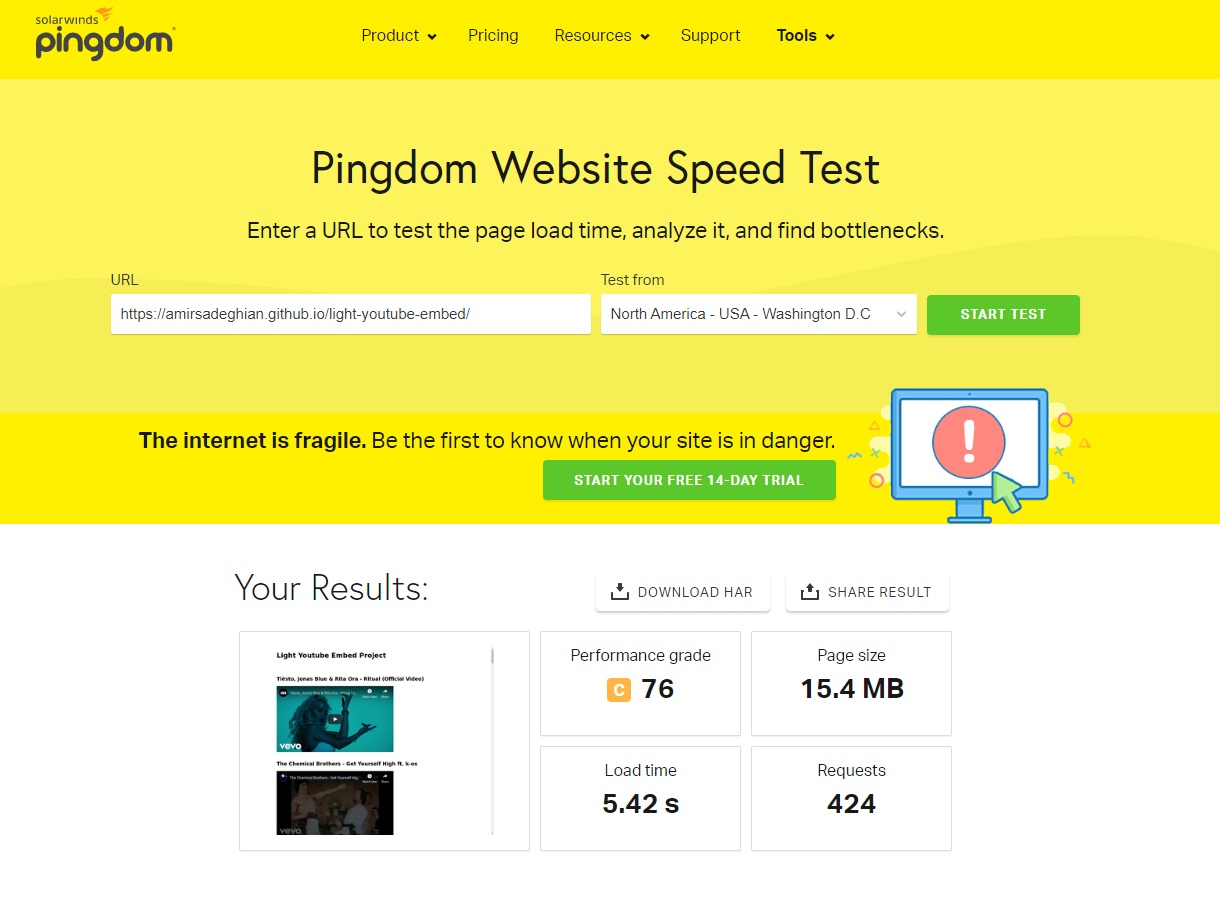 solarwinds
pingdom
Product
Pricing
Resources
Support
Tools
Pingdom Website Speed Test
Enter a URL to test the page load time, analyze it, and find bottlenecks.
URL
Test from
https://amirsadeghian.github.io/light-youtube-embed/
North America - USA - Washington D.C
START TEST
The internet is fragile. Be the first to know when your site is in danger.
START YOUR FREE 14-DAY TRIAL
Your Results:
DOWNLOAD HAR
SHARE RESULT
Light Youtube Embed Project
Tiësto, Jonas Blue & Rita Ora - Ritual (Official Video)
vevo
The Chemical Brothers - Get Yourself High ft. k-os
vevo
Performance grade
C 76
Page size
15.4 MB
Load time
5.42 s
Requests
424